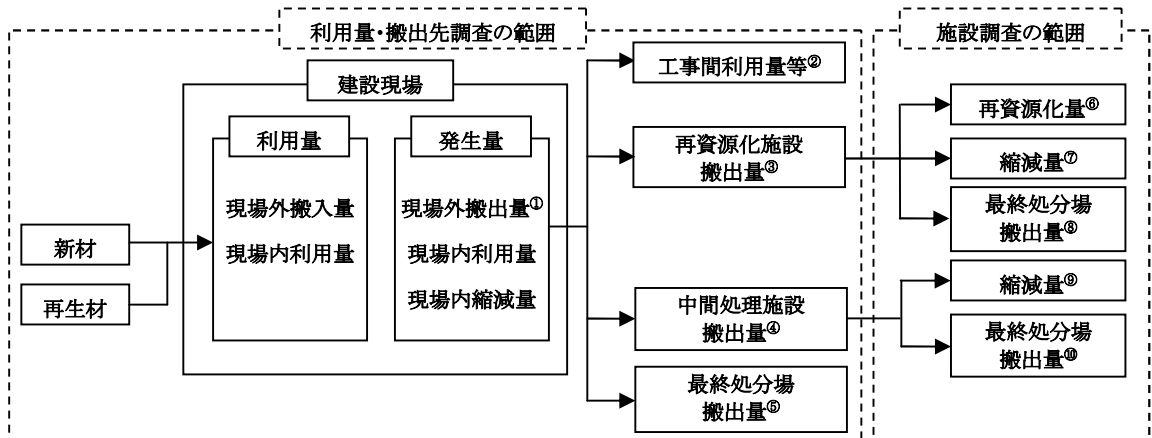 利用量・搬出先調査の範囲
施設調査の範囲
建設現場
利用量
現場外搬入量
現場内利用量
発生量
現場外搬出量①
現場内利用量
現場内縮減量
新材
再生材
工事間利用量等②
再資源化施設
搬出量③
中間処理施設
搬出量④
最終処分場
搬出量⑤
再資源化量⑥
縮減量⑦
最終処分場
搬出量⑧
縮減量⑨
最終処分場
搬出量⑩